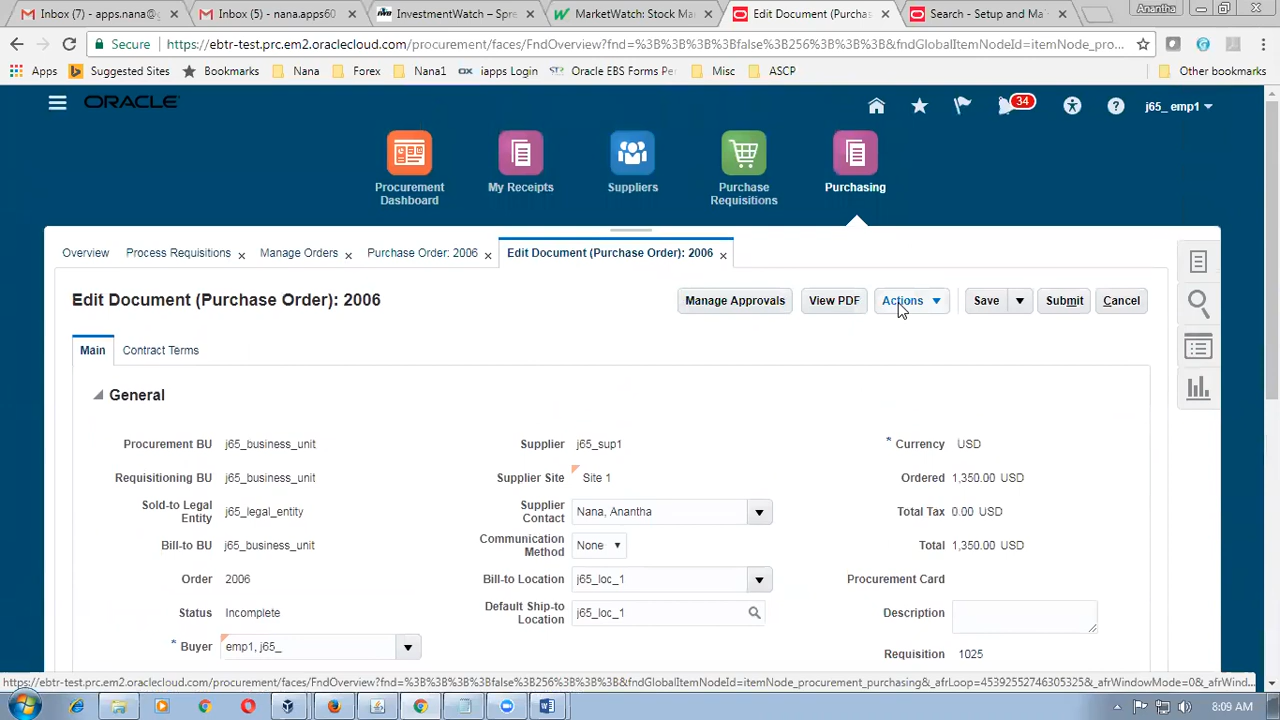 Inbox (7) - apps.nana@g
Inbox (5) - nana.apps60
InvestmentWatch – Spre
MarketWatch: Stock Ma
Edit Document (Purchas
Search - Setup and Ma
Anantha
Secure
https://ebtr-test.prc.em2.oraclecloud.com/procurement/faces/FndOverview?fnd=%3B%3B%3B%3Bfalse%3B256%3B%3B%3B&fndGlobalItemNodeId=itemNode_pro...
Apps
Suggested Sites
Bookmarks
Nana
Forex
Nana1
iapps Login
Oracle EBS Forms Per
Misc
ASCP
Other bookmarks
ORACLE
34
j65_ emp1
Procurement
Dashboard
My Receipts
Suppliers
Purchase
Requisitions
Purchasing
Overview
Process Requisitions
Manage Orders
Purchase Order: 2006
Edit Document (Purchase Order): 2006
Edit Document (Purchase Order): 2006
Manage Approvals
View PDF
Actions
Save
Submit
Cancel
Main
Contract Terms
General
Procurement BU j65_business_unit
Supplier j65_sup1
* Currency USD
Requisitioning BU j65_business_unit
Supplier Site Site 1
Ordered 1,350.00 USD
Sold-to Legal
Entity j65_legal_entity
Supplier
Contact Nana, Anantha
Total Tax 0.00 USD
Bill-to BU j65_business_unit
Communication
Method None
Total 1,350.00 USD
Order 2006
Bill-to Location j65_loc_1
Procurement Card
Status Incomplete
Default Ship-to
Location j65_loc_1
Description
* Buyer emp1, j65_
Requisition 1025
https://ebtr-test.prc.em2.oraclecloud.com/procurement/faces/FndOverview?fnd=%3B%3B%3B%3Bfalse%3B256%3B%3B%3B&fndGlobalItemNodeId=itemNode_procurement_purchasing&_afrLoop=45392552746305325&_afrWindowMode=0&_afrWind...
8:09 AM